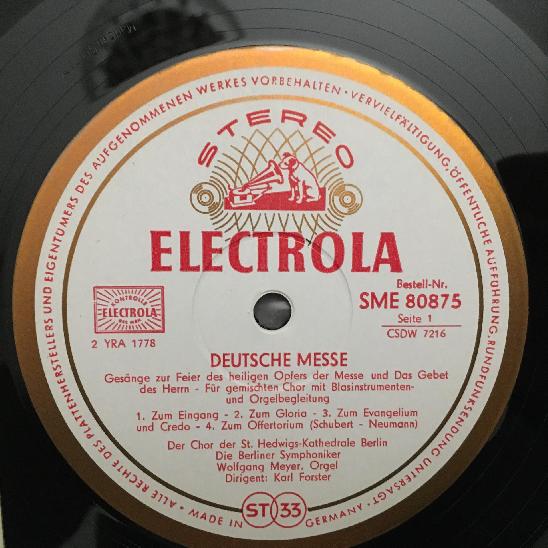 ALLE RECHTE DES PLATTENHERSTELLERS UND EIGENTÜMERS DES AUFGENOMMENEN WERKES VORBEHALTEN • VERVIELFÄLTIGUNG, ÖFFENTLICHE AUFFÜHRUNG, RUNDFUNKSENDUNG UNTERSAGT •
STEREO
ELECTROLA
Bestell-Nr.
SME 80875
Seite 1
CSDW 7216
KONTROLLE
ELECTROLA
2 YRA 1778
DEUTSCHE MESSE
Gesänge zur Feier des heiligen Opfers der Messe und Das Gebet
des Herrn - Für gemischten Chor mit Blasinstrumenten-
und Orgelbegleitung
1. Zum Eingang - 2. Zum Gloria - 3. Zum Evangelium
und Credo - 4. Zum Offertorium (Schubert - Neumann)
Der Chor der St. Hedwigs-Kathedrale Berlin
Die Berliner Symphoniker
Wolfgang Meyer, Orgel
Dirigent: Karl Forster
MADE IN GERMANY
ST 33